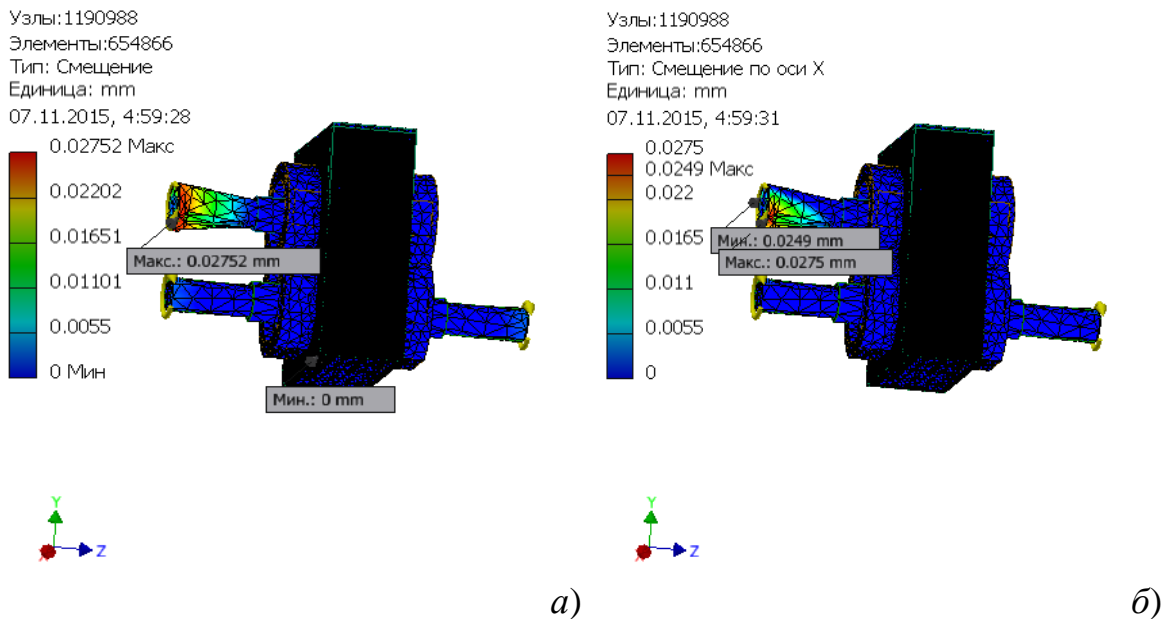 Узлы:1190988
Элементы:654866
Тип: Смещение
Единица: mm
07.11.2015, 4:59:28
0.02752 Макс
0.02202
0.01651
0.01101
0.0055
0 Мин
Макс.: 0.02752 mm
Мин.: 0 mm
Y
Z
а)
Узлы:1190988
Элементы:654866
Тип: Смещение по оси X
Единица: mm
07.11.2015, 4:59:31
0.0275
0.0249 Макс
0.022
0.0165
0.011
0.0055
0
Мин.: 0.0249 mm
Макс.: 0.0275 mm
Y
Z
б)